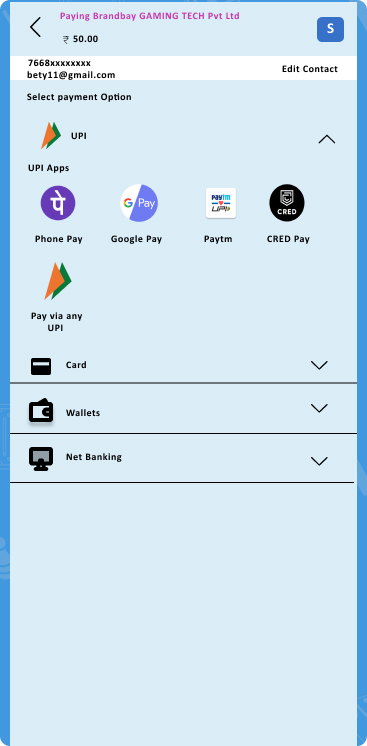 Paying Brandbay GAMING TECH Pvt Ltd
₹ 50.00
S
7668xxxxxxxx
bety11@gmail.com
Edit Contact
Select payment Option
UPI
UPI Apps
पे
G Pay
PAYTM
UPI
CRED
Phone Pay
Google Pay
Paytm
CRED Pay
Pay via any
UPI
Card
Wallets
Net Banking